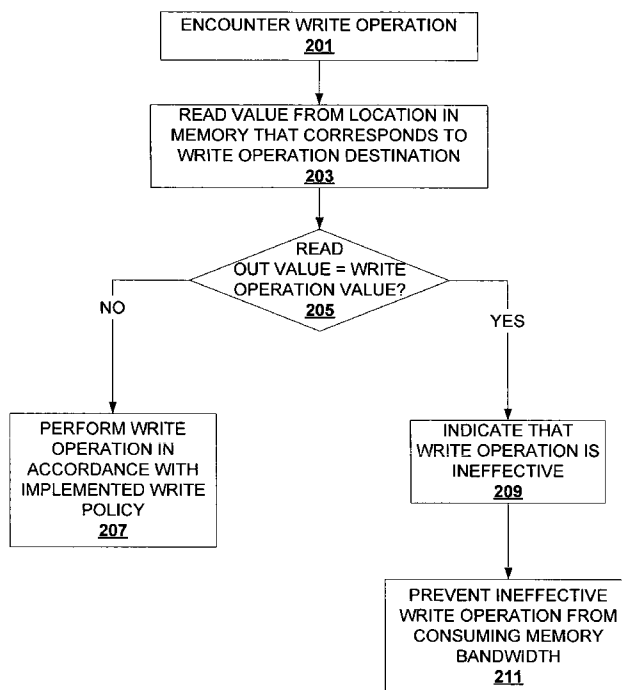 ENCOUNTER WRITE OPERATION
201
READ VALUE FROM LOCATION IN
MEMORY THAT CORRESPONDS TO
WRITE OPERATION DESTINATION
203
READ
OUT VALUE = WRITE
OPERATION VALUE?
205
NO
YES
PERFORM WRITE
OPERATION IN
ACCORDANCE WITH
IMPLEMENTED WRITE
POLICY
207
INDICATE THAT
WRITE OPERATION IS
INEFFECTIVE
209
PREVENT INEFFECTIVE
WRITE OPERATION FROM
CONSUMING MEMORY
BANDWIDTH
211